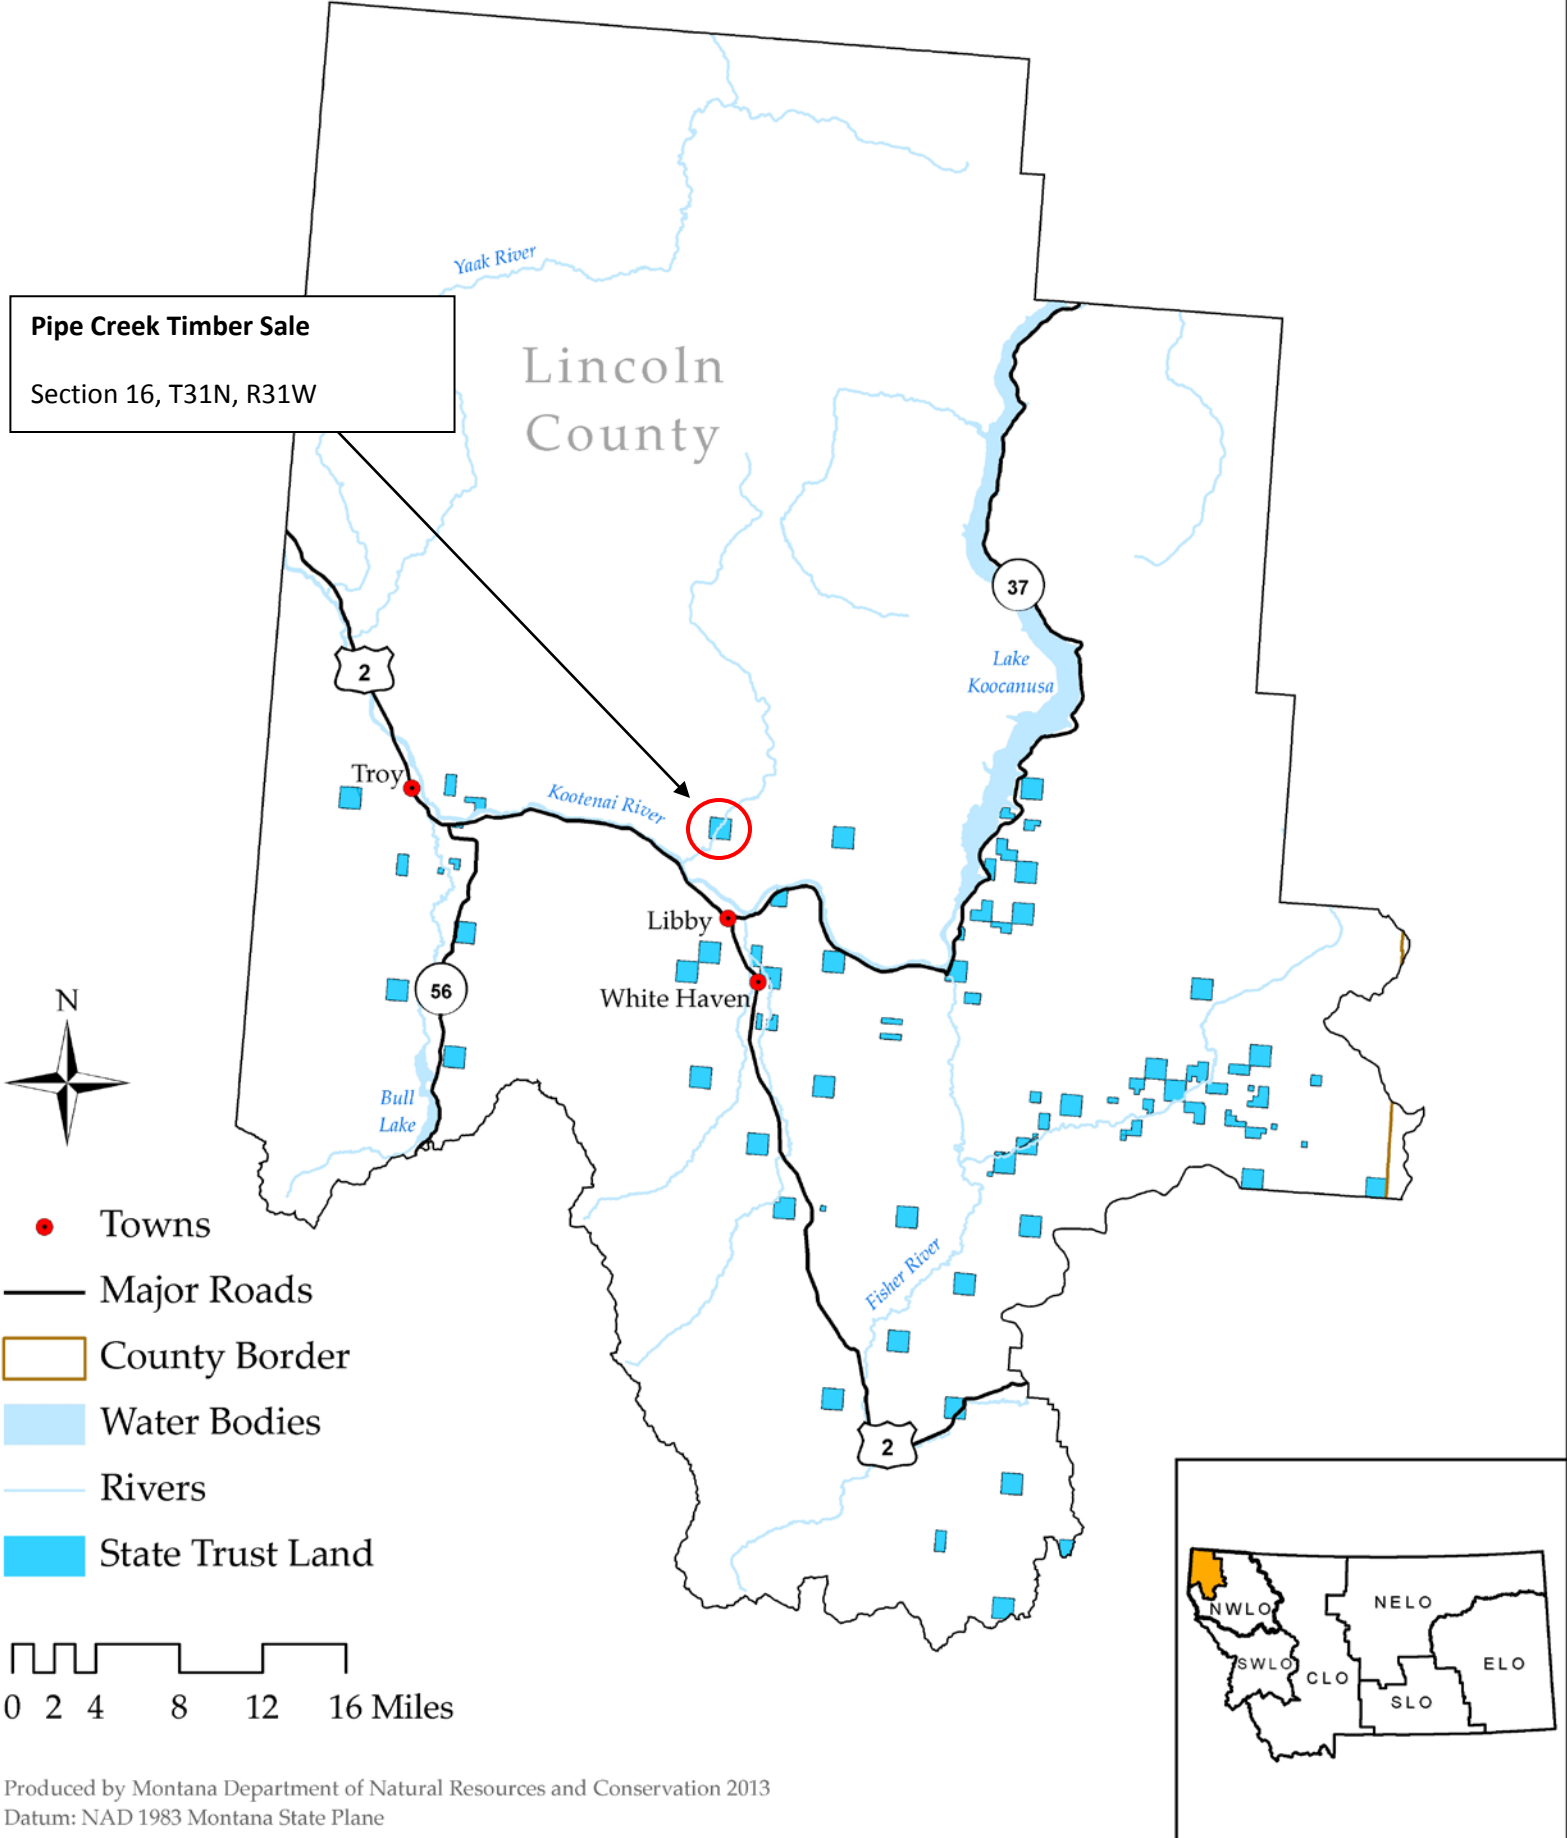 Yaak River
Pipe Creek Timber Sale
Section 16, T31N, R31W
Lincoln
County
37
2
Lake
Koocanusa
Troy
Kootenai River
Libby
56
White Haven
N
Bull
Lake
Fisher River
2
Towns
Major Roads
County Border
Water Bodies
Rivers
State Trust Land
0 2 4 8 12 16 Miles
NWLO
NELO
SWLO
CLO
ELO
SLO
Produced by Montana Department of Natural Resources and Conservation 2013
Datum: NAD 1983 Montana State Plane